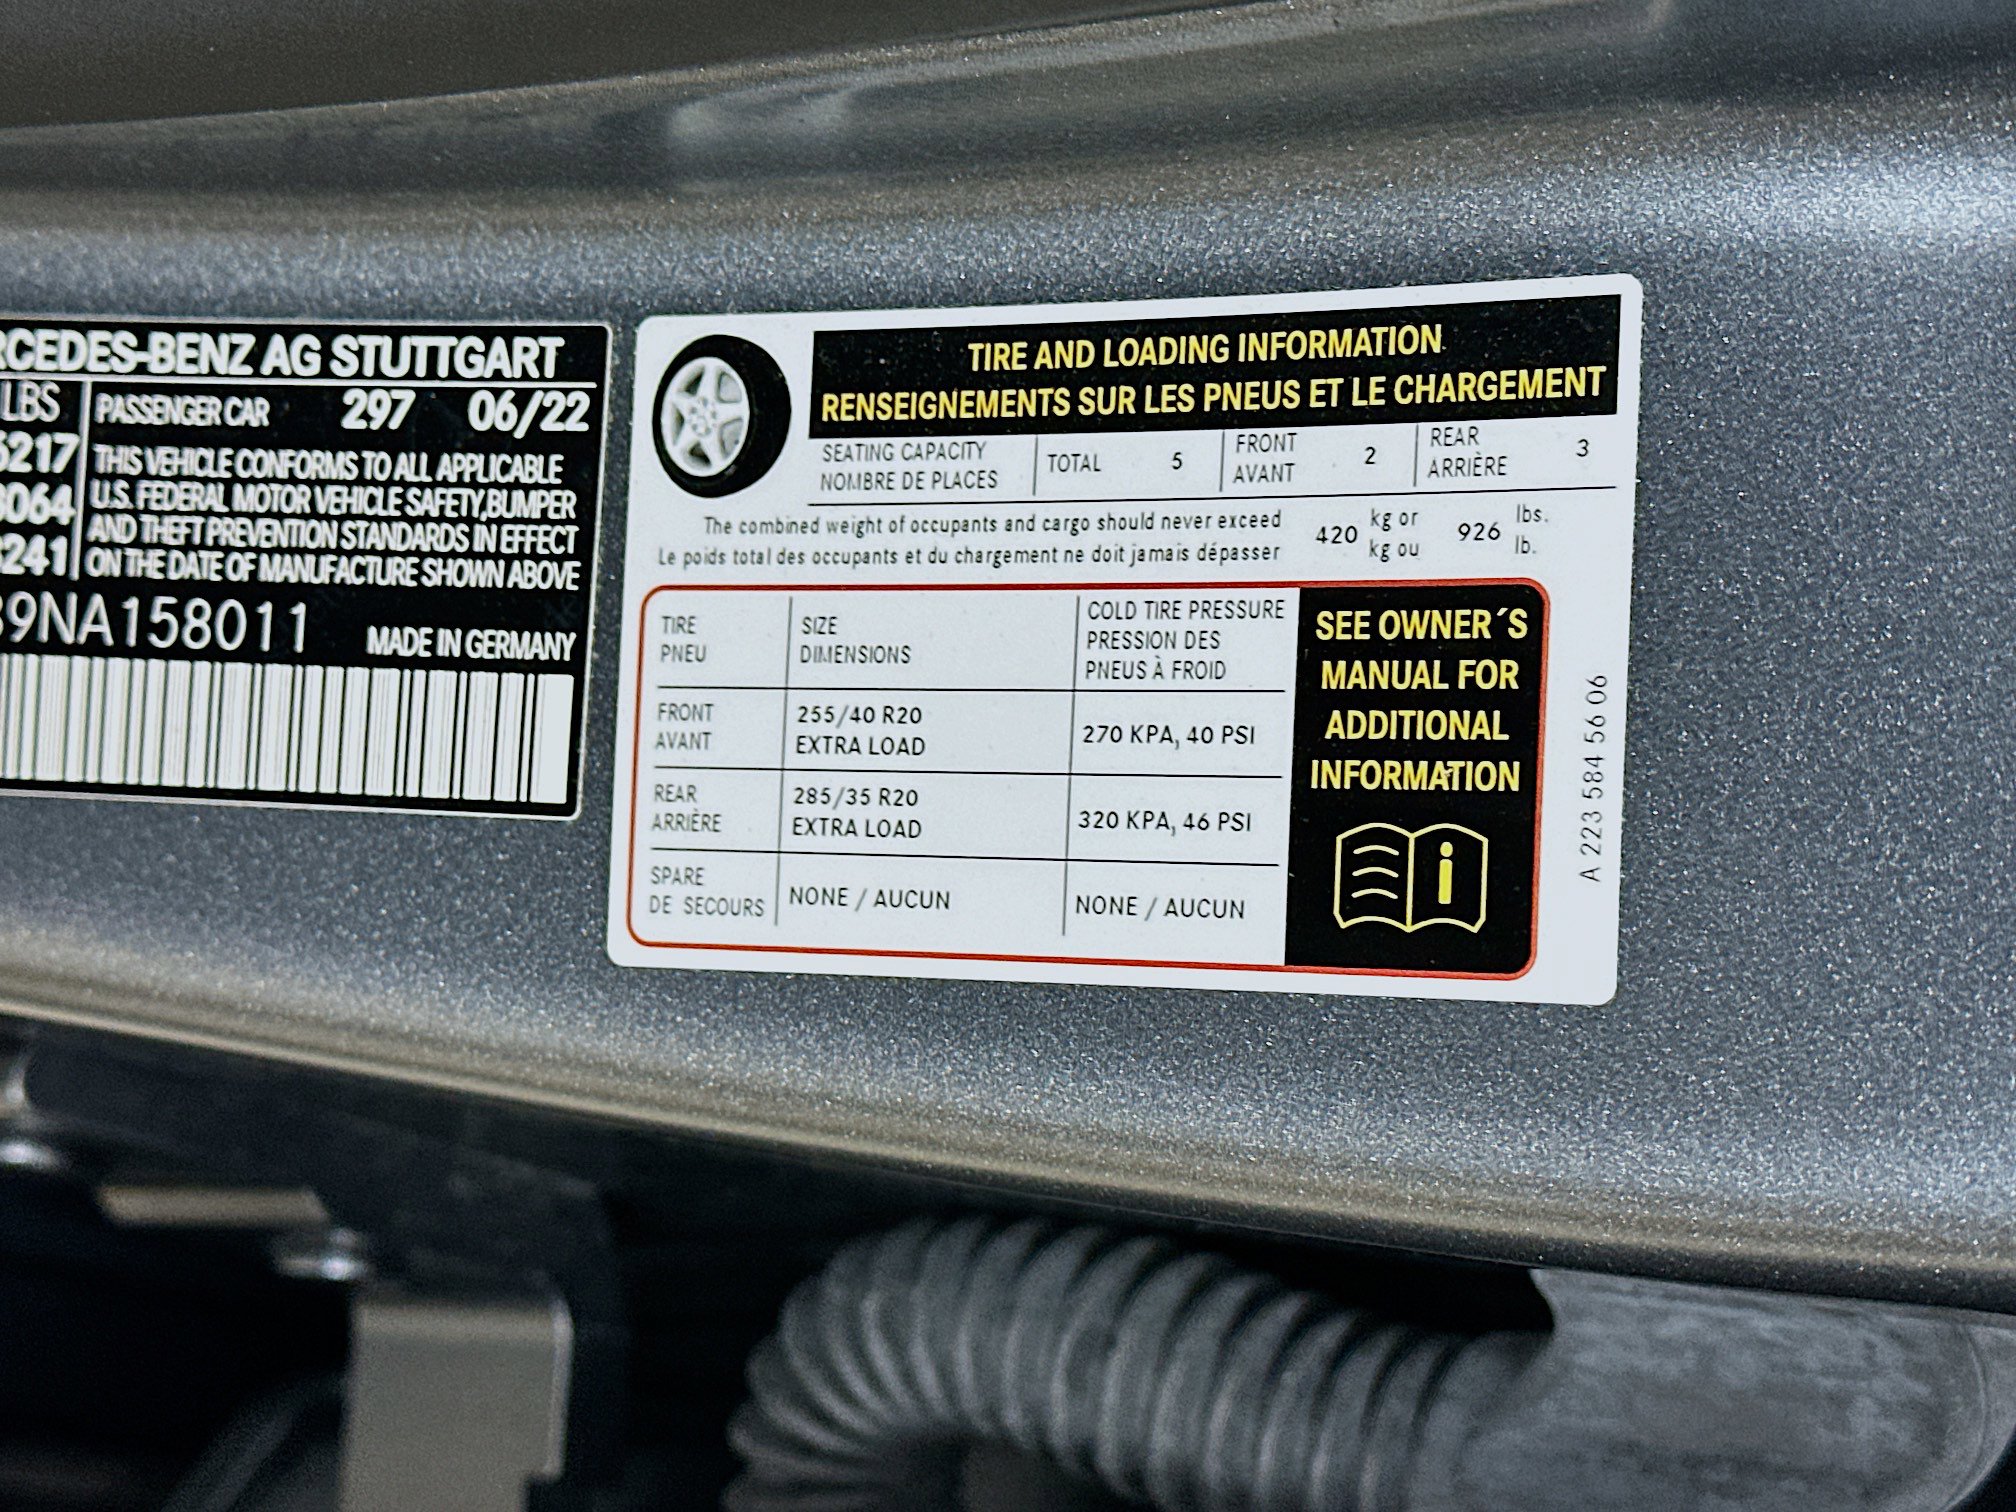 MERCEDES-BENZ AG STUTTGART
LBS PASSENGER CAR 297 06/22
6217 THIS VEHICLE CONFORMS TO ALL APPLICABLE
3064 U.S. FEDERAL MOTOR VEHICLE SAFETY, BUMPER
241 AND THEFT PREVENTION STANDARDS IN EFFECT
ON THE DATE OF MANUFACTURE SHOWN ABOVE
9NA158011 MADE IN GERMANY
TIRE AND LOADING INFORMATION
RENSEIGNEMENTS SUR LES PNEUS ET LE CHARGEMENT
SEATING CAPACITY
NOMBRE DE PLACES
TOTAL 5
FRONT
AVANT
2
REAR
ARRIÈRE
3
The combined weight of occupants and cargo should never exceed 420 kg or 926 lbs.
Le poids total des occupants et du chargement ne doit jamais dépasser kg ou lb.
TIRE
PNEU
SIZE
DIMENSIONS
COLD TIRE PRESSURE
PRESSION DES
PNEUS À FROID
FRONT
AVANT
255/40 R20
EXTRA LOAD
270 KPA, 40 PSI
REAR
ARRIÈRE
285/35 R20
EXTRA LOAD
320 KPA, 46 PSI
SPARE
DE SECOURS
NONE / AUCUN
NONE / AUCUN
SEE OWNER´S
MANUAL FOR
ADDITIONAL
INFORMATION
i
A 223 584 56 06